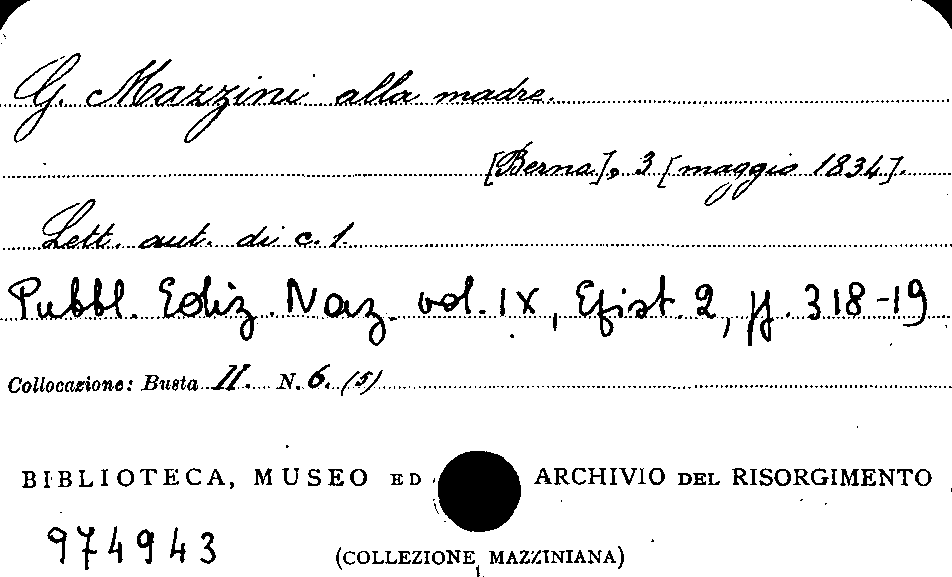 G. Mazzini alla madre.
[Berna], 3 [maggio 1834].
Lett. aut. di c. 1.
Pubbl. Ediz. Naz. vol. IX, Epist. 2, pp. 318-19
Collocazione: Busta II. N. 6. (5)
BIBLIOTECA, MUSEO ED ARCHIVIO DEL RISORGIMENTO
974943
(COLLEZIONE MAZZINIANA)